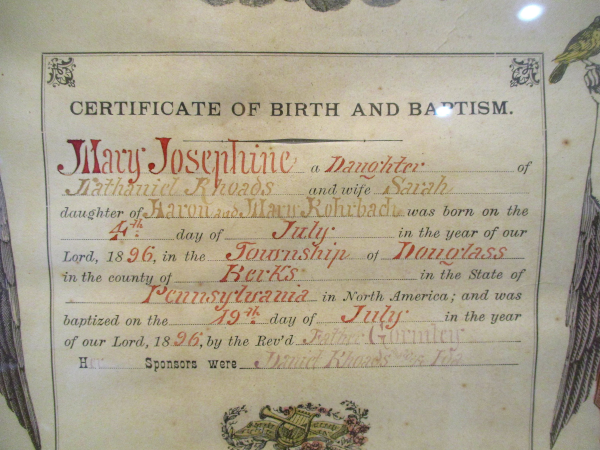 CERTIFICATE OF BIRTH AND BAPTISM.
Mary Josephine a Daughter of
Nathaniel Rhoads and wife Sarah
daughter of Aaron and Mary Rohrbach was born on the
4th. day of July in the year of our
Lord, 1896, in the Township of Douglass
in the county of Berks in the State of
Pennsylvania in North America; and was
baptized on the 19th. day of July in the year
of our Lord, 1896, by the Rev'd Father Gormley
Her Sponsors were Daniel Rhoads Ida